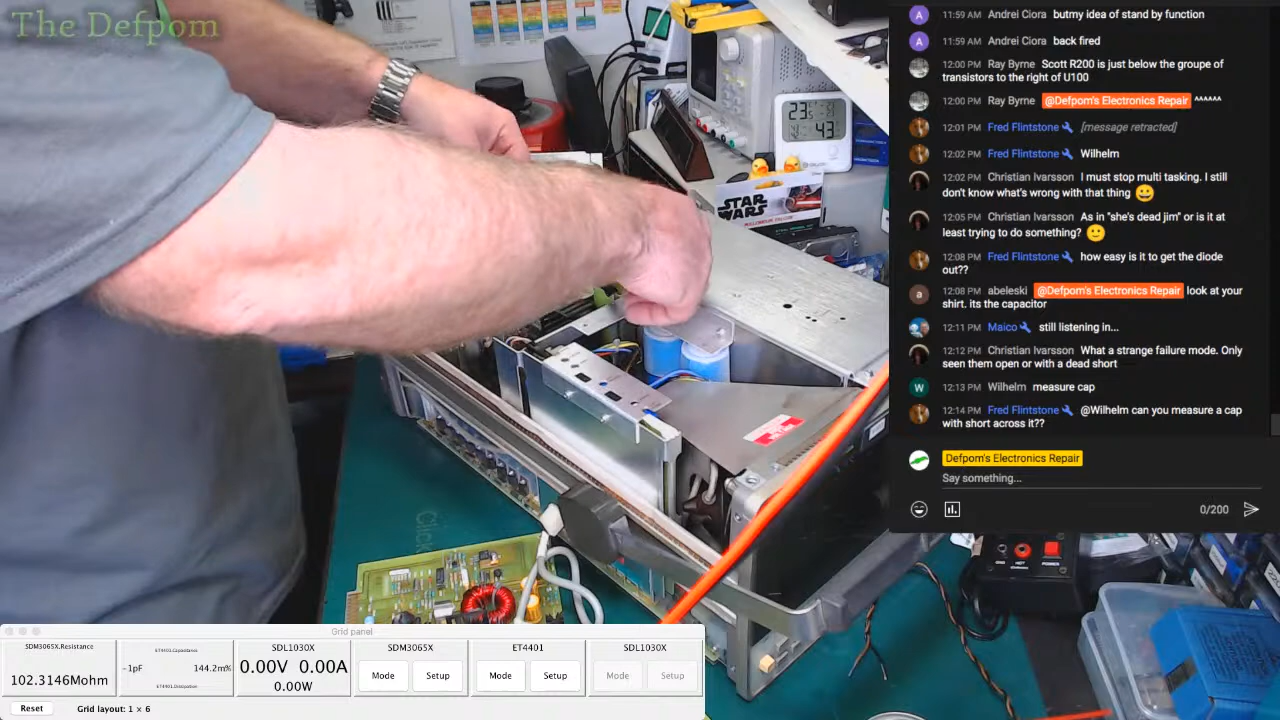 The Defpom
23.5
43
STAR
WARS
11:59 AM Andrei Ciora butmy idea of stand by function
11:59 AM Andrei Ciora back fired
12:00 PM Ray Byrne Scott R200 is just below the groupe of
transistors to the right of U100
12:00 PM Ray Byrne @Defpom's Electronics Repair ^^^^^^
12:01 PM Fred Flintstone [message retracted]
12:02 PM Fred Flintstone Wilhelm
12:02 PM Christian Ivarsson I must stop multi tasking. I still
don't know what's wrong with that thing 😀
12:05 PM Christian Ivarsson As in "she's dead jim" or is it at
least trying to do something? 🙂
12:08 PM Fred Flintstone how easy is it to get the diode
out??
12:08 PM abeleski @Defpom's Electronics Repair look at your
shirt. its the capacitor
12:11 PM Maico still listening in...
12:12 PM Christian Ivarsson What a strange failure mode. Only
seen them open or with a dead short
12:13 PM Wilhelm measure cap
12:14 PM Fred Flintstone @Wilhelm can you measure a cap
with short across it??
Defpom's Electronics Repair
Say something...
0/200
Grid panel
SDM3065X.Resistance
102.3146Mohm
ET4401.Capacitance
-1pF 144.2m%
ET4401.Dissipation
SDL1030X
0.00V 0.00A
0.00W
SDM3065X
Mode Setup
ET4401
Mode Setup
SDL1030X
Mode Setup
Reset Grid layout: 1 × 6